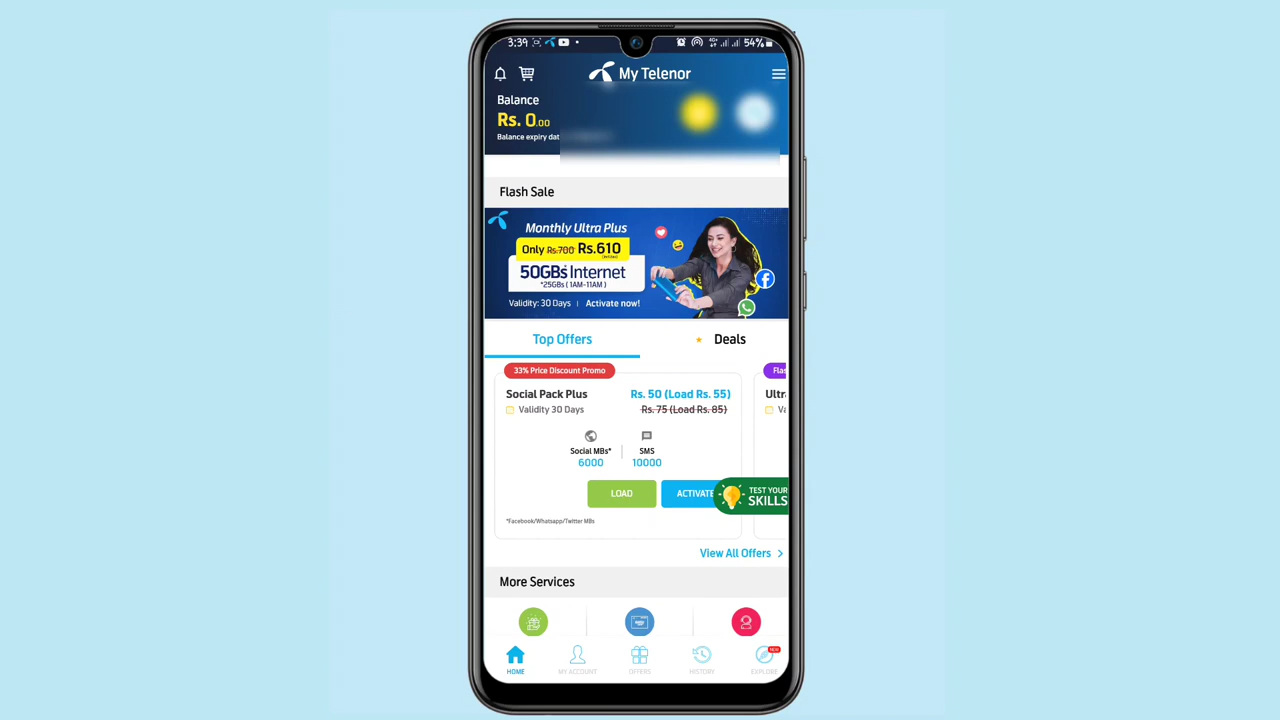 3:39
54%
My Telenor
Balance
Rs. 0.00
Balance expiry dat
Flash Sale
Monthly Ultra Plus
Only Rs.700 Rs.610
50GBs Internet
*25GBs ( 1AM-11AM )
Validity: 30 Days | Activate now!
Top Offers
Deals
33% Price Discount Promo
Flas
Social Pack Plus
Rs. 50 (Load Rs. 55)
Ultr
Validity 30 Days
Rs. 75 (Load Rs. 85)
Va
Social MBs*
SMS
6000
10000
LOAD
ACTIVATE
TEST YOUR
SKILLS
*Facebook/Whatsapp/Twitter MBs
View All Offers >
More Services
NEW
HOME
MY ACCOUNT
OFFERS
HISTORY
EXPLORE